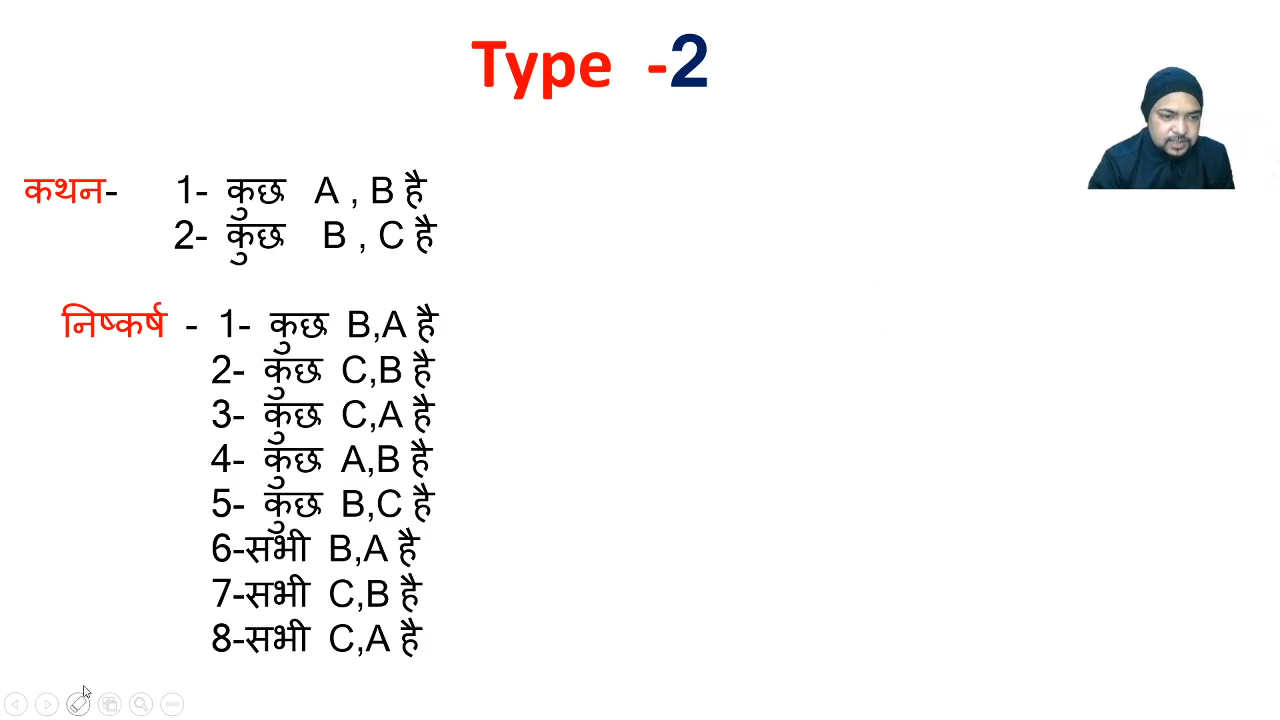 Type -2
कथन- 1- कुछ A , B है
2- कुछ B , C है
निष्कर्ष - 1- कुछ B,A है
2- कुछ C,B है
3- कुछ C,A है
4- कुछ A,B है
5- कुछ B,C है
6-सभी B,A है
7-सभी C,B है
8-सभी C,A है